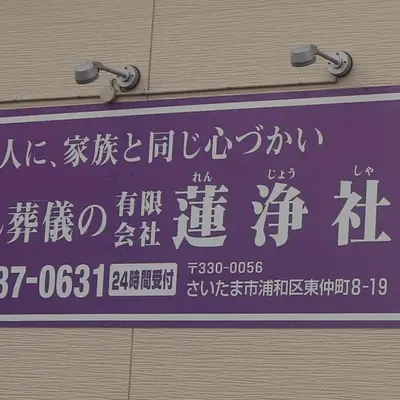 人に、家族と同じ心づかい
葬儀の有限会社 蓮浄社
れん じょう しゃ
37-0631 24時間受付
〒330-0056
さいたま市浦和区東仲町8-19